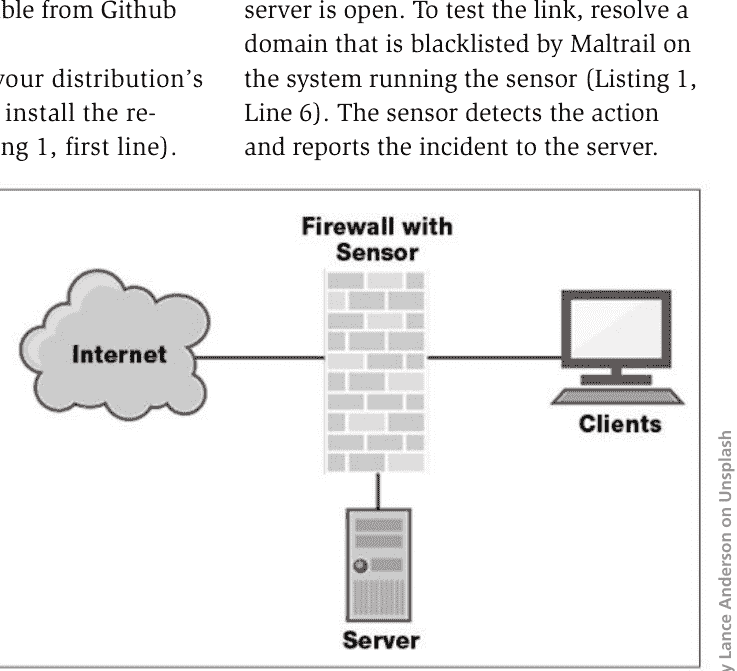 ble from Github
your distribution's
install the re-
ng 1, first line).
server is open. To test the link, resolve a
domain that is blacklisted by Maltrail on
the system running the sensor (Listing 1,
Line 6). The sensor detects the action
and reports the incident to the server.
Firewall with
Sensor
Internet
Clients
Server
y Lance Anderson on Unsplash